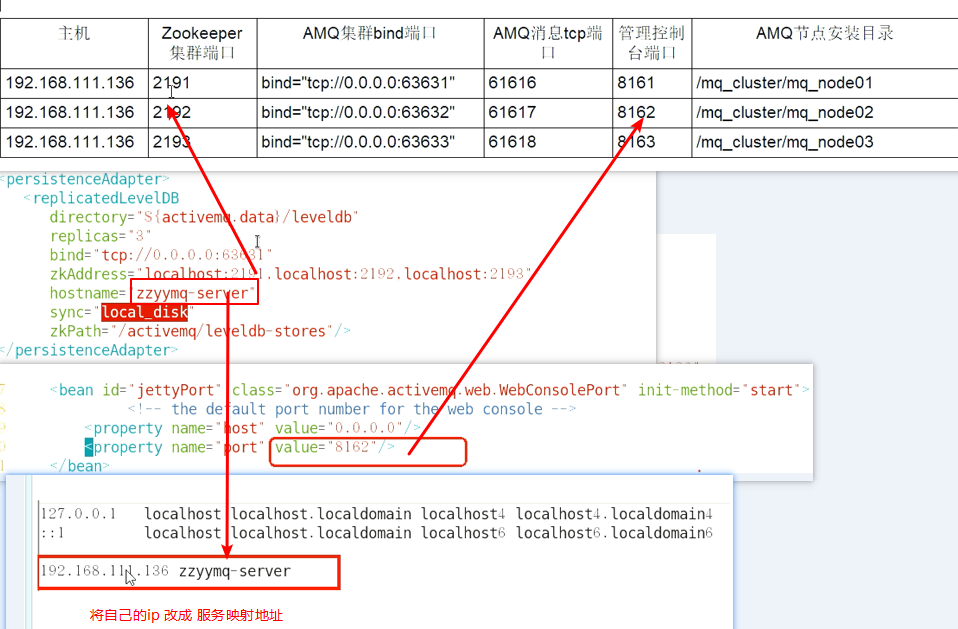 主机 Zookeeper集群端口 AMQ集群bind端口 AMQ消息tcp端口 管理控制台端口 AMQ节点安装目录
192.168.111.136 2191 bind="tcp://0.0.0.0:63631" 61616 8161 /mq_cluster/mq_node01
192.168.111.136 2192 bind="tcp://0.0.0.0:63632" 61617 8162 /mq_cluster/mq_node02
192.168.111.136 2193 bind="tcp://0.0.0.0:63633" 61618 8163 /mq_cluster/mq_node03
<persistenceAdapter>
<replicatedLevelDB
directory="${activemq.data}/leveldb"
replicas="3"
bind="tcp://0.0.0.0:63631"
zkAddress="localhost:2191,localhost:2192,localhost:2193"
hostname="zzyymq-server"
sync="local_disk"
zkPath="/activemq/leveldb-stores"/>
</persistenceAdapter>
<bean id="jettyPort" class="org.apache.activemq.web.WebConsolePort" init-method="start">
<!-- the default port number for the web console -->
<property name="host" value="0.0.0.0"/>
<property name="port" value="8162"/>
</bean>
127.0.0.1 localhost localhost.localdomain localhost4 localhost4.localdomain4
::1 localhost localhost.localdomain localhost6 localhost6.localdomain6
192.168.111.136 zzyymq-server
将自己的ip 改成 服务映射地址